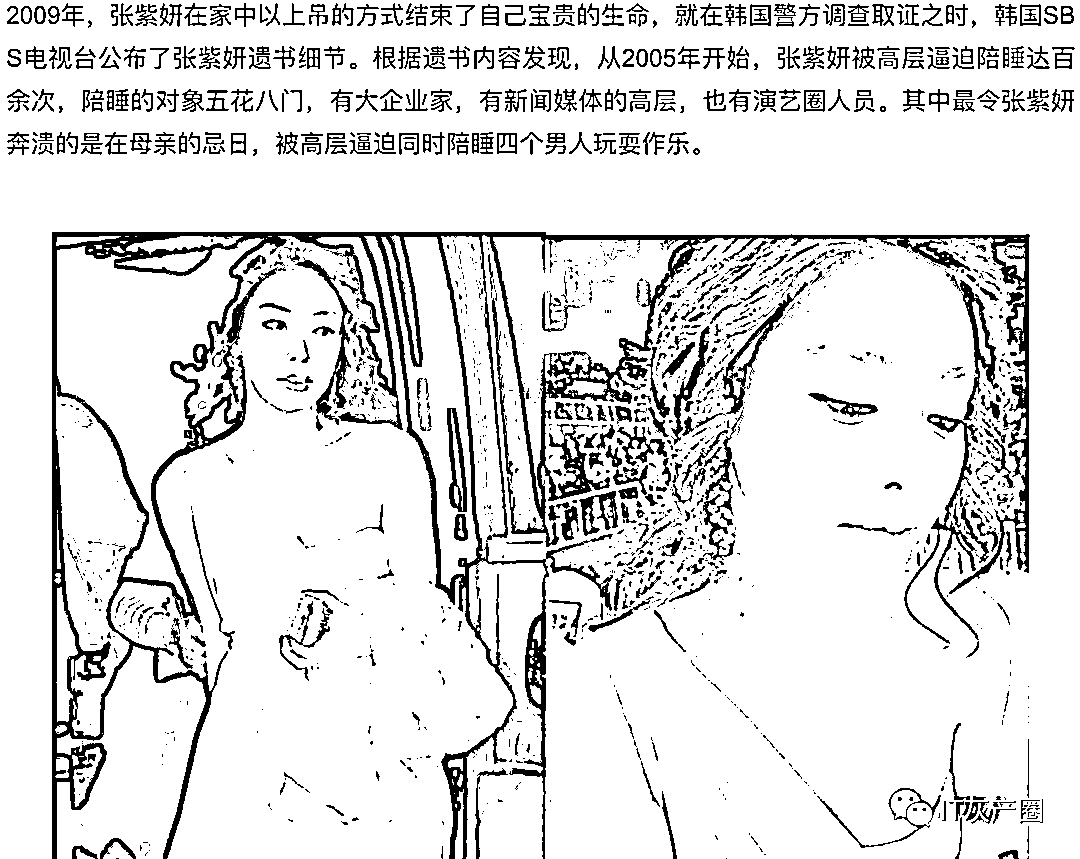 2009年，张紫妍在家中以上吊的方式结束了自己宝贵的生命，就在韩国警方调查取证之时，韩国SB
S电视台公布了张紫妍遗书细节。根据遗书内容发现，从2005年开始，张紫妍被高层逼迫陪睡达百
余次，陪睡的对象五花八门，有大企业家，有新闻媒体的高层，也有演艺圈人员。其中最令张紫妍
奔溃的是在母亲的忌日，被高层逼迫同时陪睡四个男人玩耍作乐。
IT灰产圈